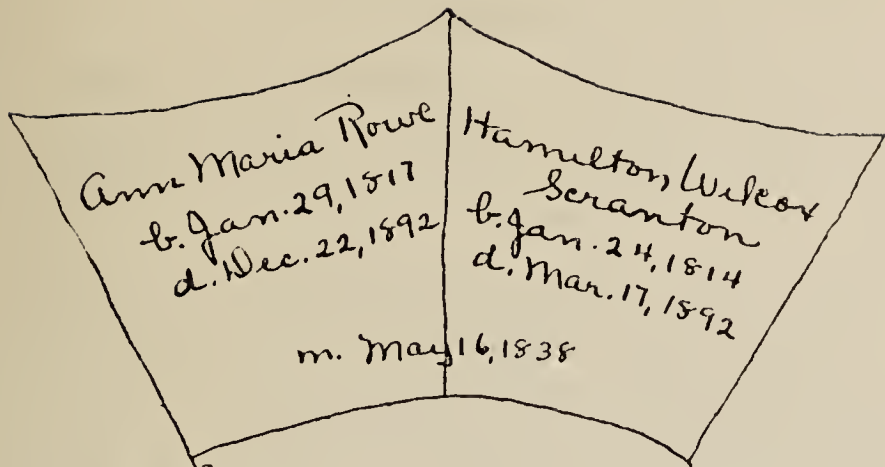 Ann Maria Rowe
b. Jan. 29, 1817
d. Dec. 22, 1892
Hamilton Wilcox
Scranton
b. Jan. 24, 1814
d. Mar. 17, 1892
m. May 16, 1838